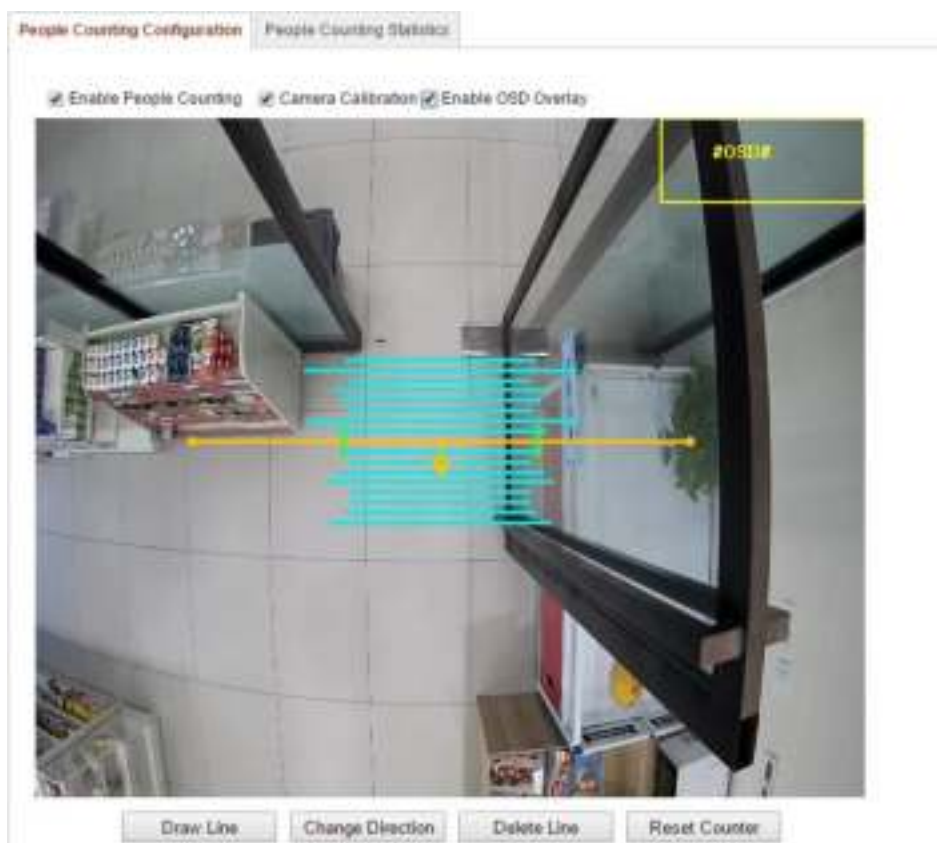 People Counting Configuration People Counting Statistics
Enable People Counting Camera Calibration Enable OSD Overlay
#OSD#
Draw Line Change Direction Delete Line Reset Counter